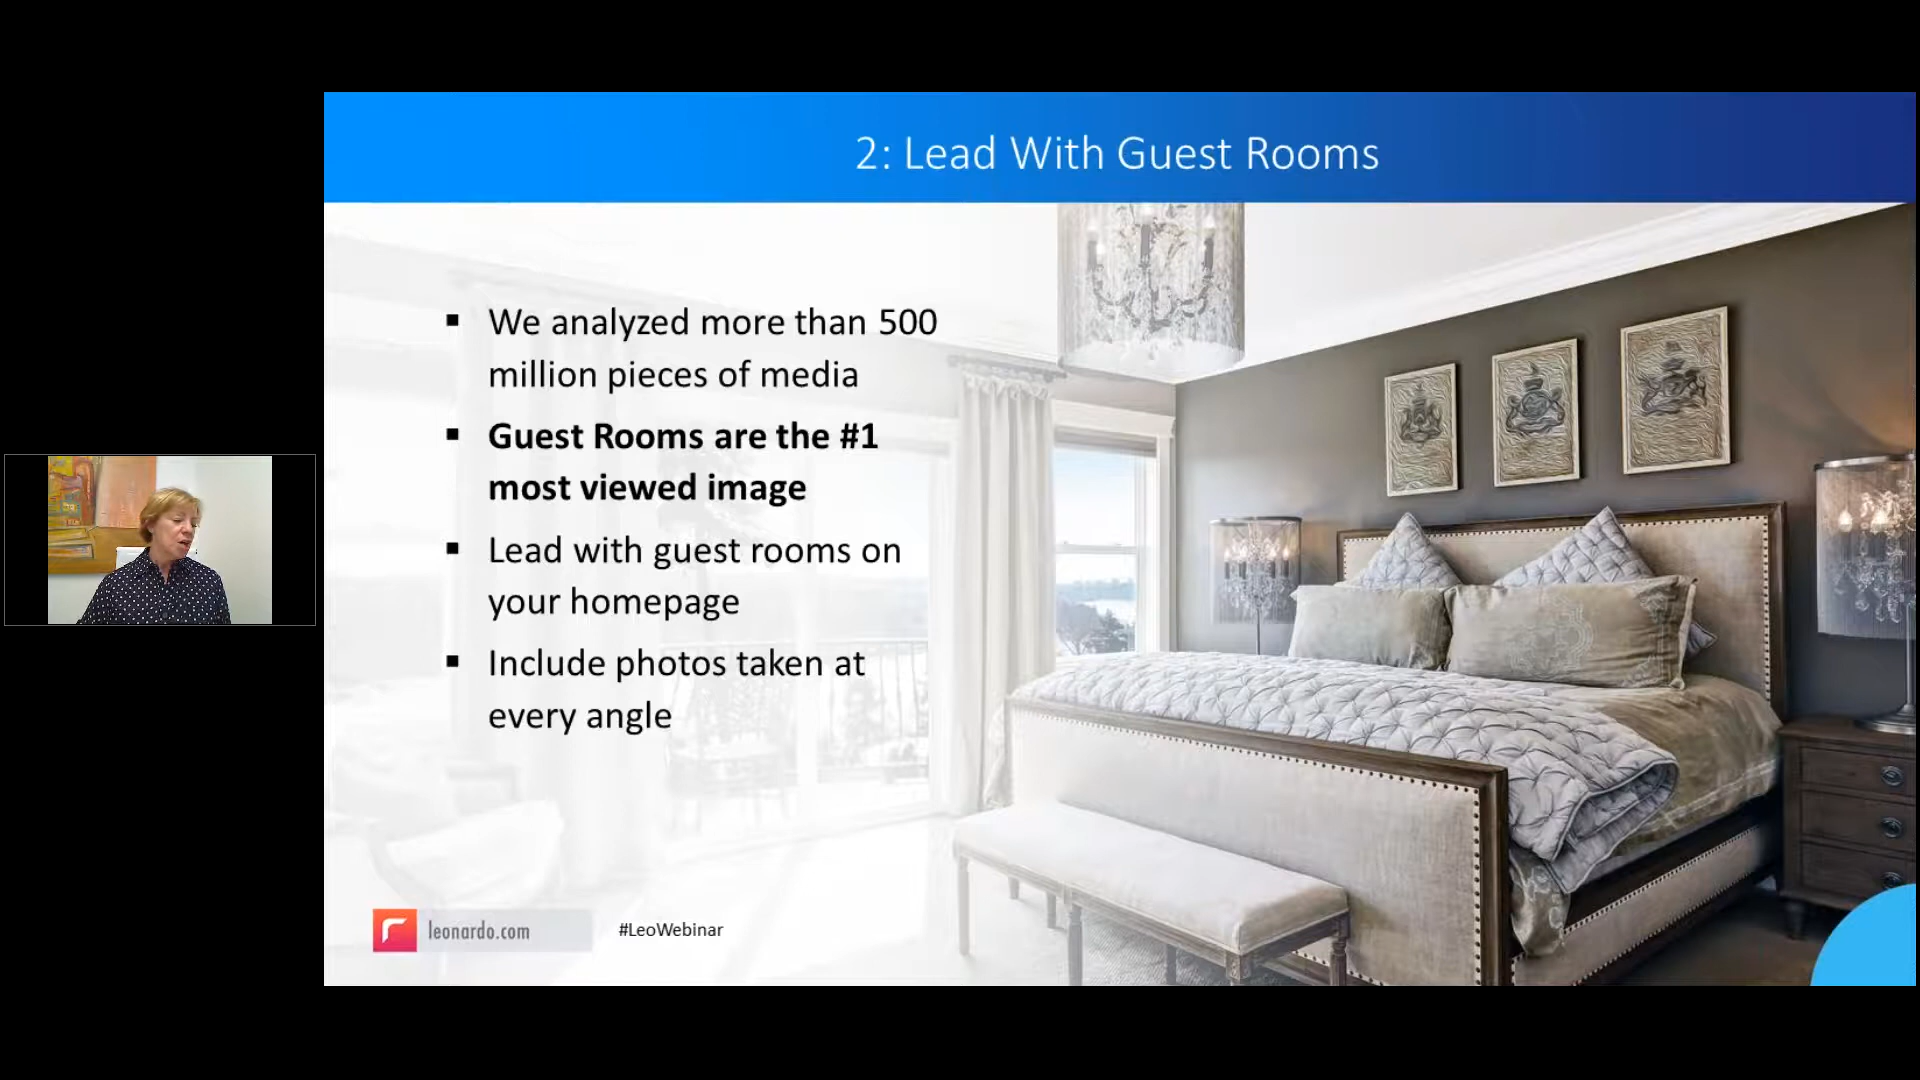 2: Lead With Guest Rooms
▪ We analyzed more than 500
million pieces of media
▪ Guest Rooms are the #1
most viewed image
▪ Lead with guest rooms on
your homepage
▪ Include photos taken at
every angle
leonardo.com
#LeoWebinar